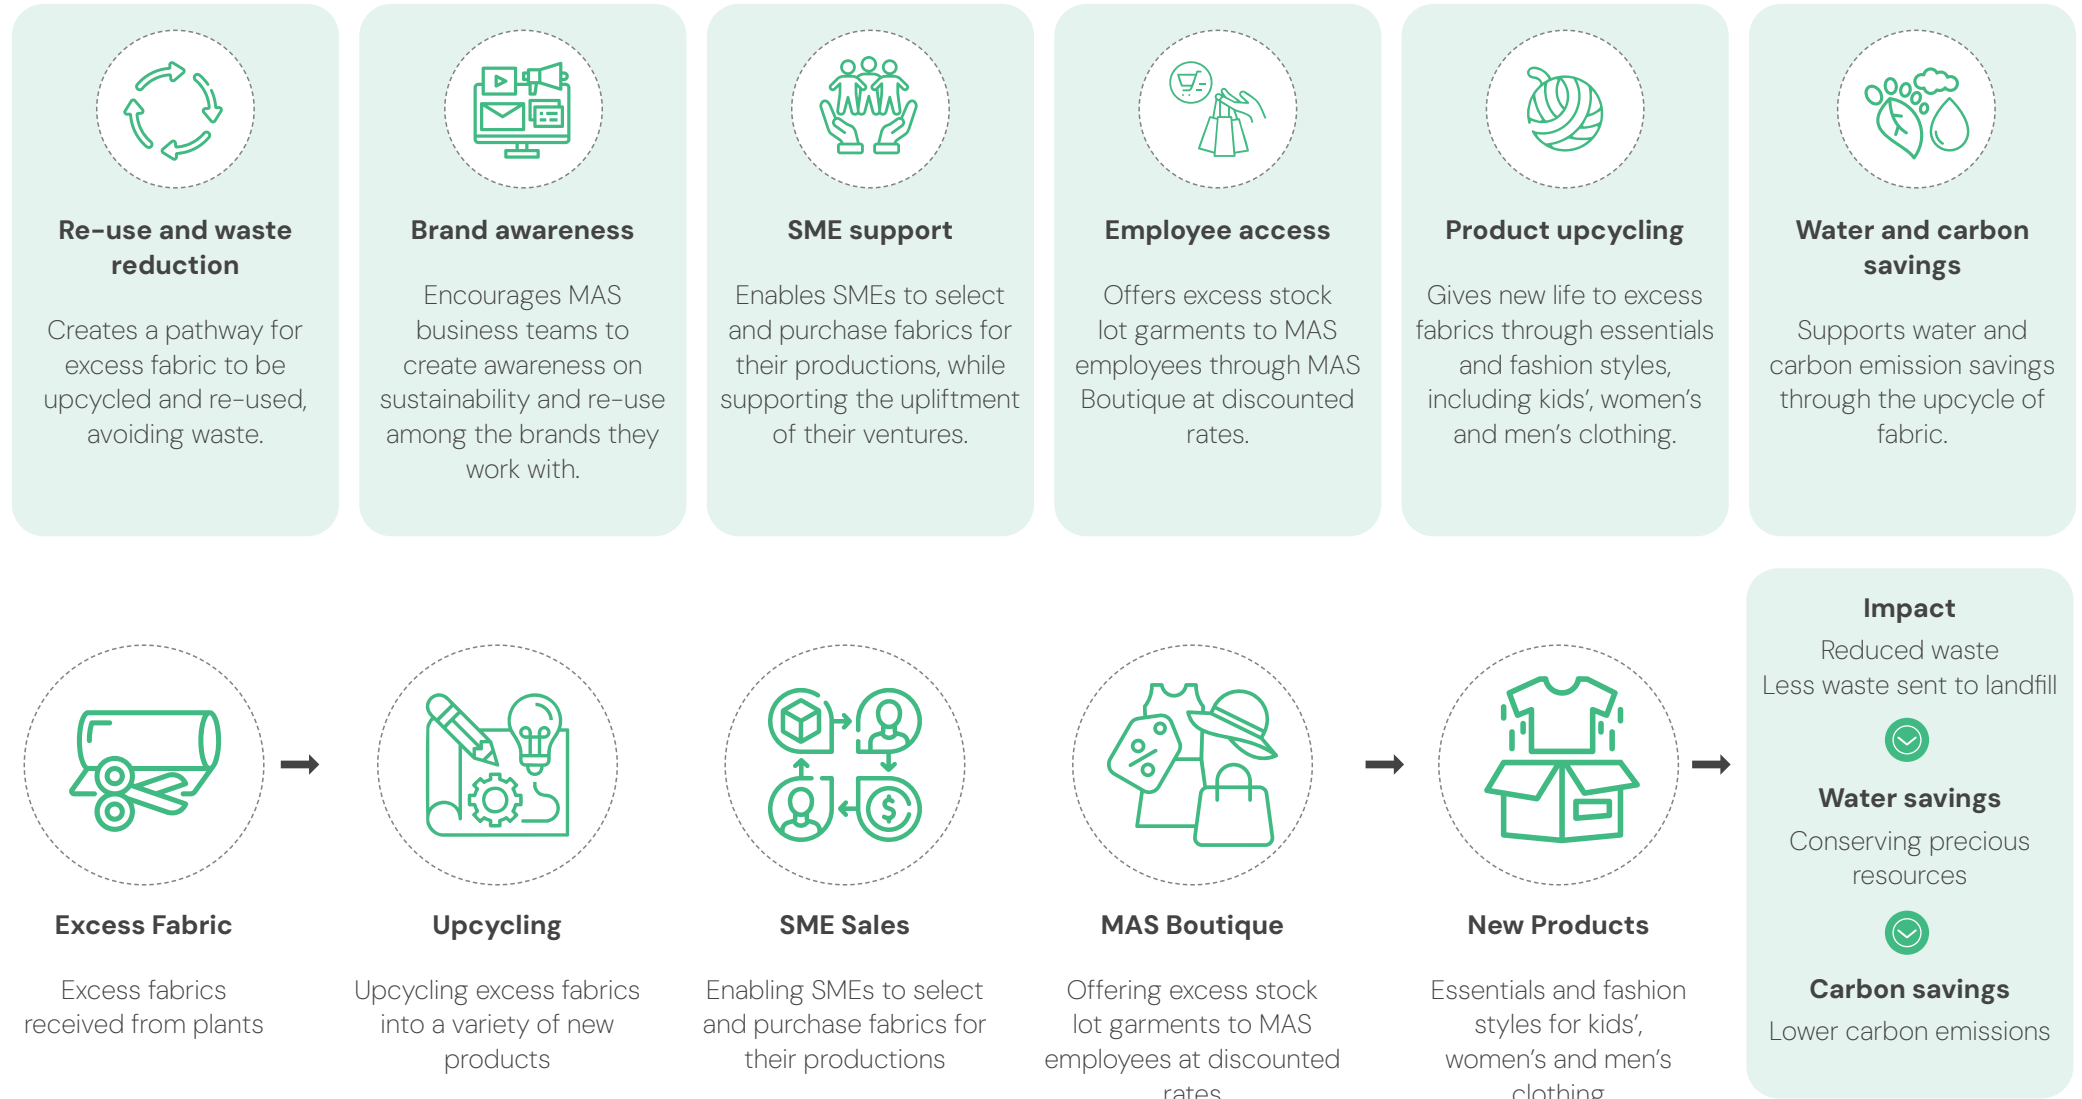 Re-use and waste
reduction
Creates a pathway for
excess fabric to be
upcycled and re-used,
avoiding waste.
Brand awareness
Encourages MAS
business teams to
create awareness on
sustainability and re-use
among the brands they
work with.
SME support
Enables SMEs to select
and purchase fabrics for
their productions, while
supporting the upliftment
of their ventures.
Employee access
Offers excess stock
lot garments to MAS
employees through MAS
Boutique at discounted
rates.
Product upcycling
Gives new life to excess
fabrics through essentials
and fashion styles,
including kids’, women’s
and men’s clothing.
Water and carbon
savings
Supports water and
carbon emission savings
through the upcycle of
fabric.
Excess Fabric
Excess fabrics
received from plants
Upcycling
Upcycling excess fabrics
into a variety of new
products
SME Sales
Enabling SMEs to select
and purchase fabrics for
their productions
MAS Boutique
Offering excess stock
lot garments to MAS
employees at discounted
rates
New Products
Essentials and fashion
styles for kids’,
women’s and men’s
clothing
Impact
Reduced waste
Less waste sent to landfill
Water savings
Conserving precious
resources
Carbon savings
Lower carbon emissions